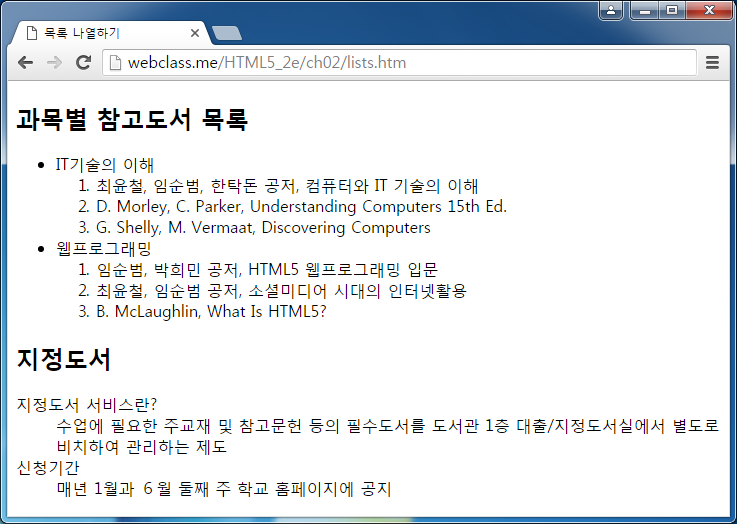 목록 나열하기
webclass.me/HTML5_2e/ch02/lists.htm
과목별 참고도서 목록
• IT기술의 이해
1. 최윤철, 임순범, 한탁돈 공저, 컴퓨터와 IT 기술의 이해
2. D. Morley, C. Parker, Understanding Computers 15th Ed.
3. G. Shelly, M. Vermaat, Discovering Computers
• 웹프로그래밍
1. 임순범, 박희민 공저, HTML5 웹프로그래밍 입문
2. 최윤철, 임순범 공저, 소셜미디어 시대의 인터넷활용
3. B. McLaughlin, What Is HTML5?
지정도서
지정도서 서비스란?
수업에 필요한 주교재 및 참고문헌 등의 필수도서를 도서관 1층 대출/지정도서실에서 별도로
비치하여 관리하는 제도
신청기간
매년 1월과 6월 둘째 주 학교 홈페이지에 공지